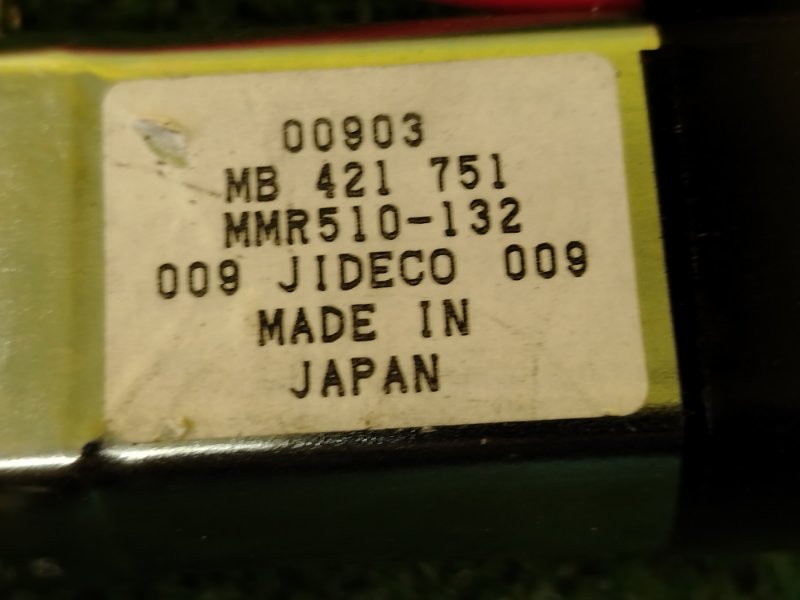 00903
MB 421 751
MMR510-132
009 JIDECO 009
MADE IN
JAPAN